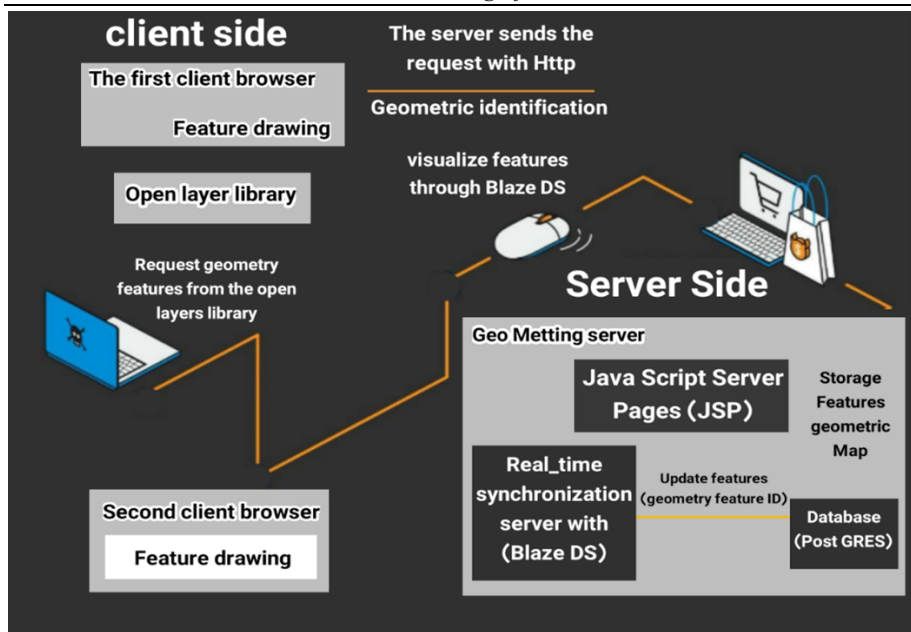 client side
The first client browser
Feature drawing
Open layer library
Request geometry
features from the open
layers library
Second client browser
Feature drawing
The server sends the
request with Http
Geometric identification
visualize features
through Blaze DS
Server Side
Geo Metting server
Java Script Server
Pages (JSP)
Storage
Features
geometric
Map
Real_time
synchronization
server with
(Blaze DS)
Update features
(geometry feature ID)
Database
(Post GRES)